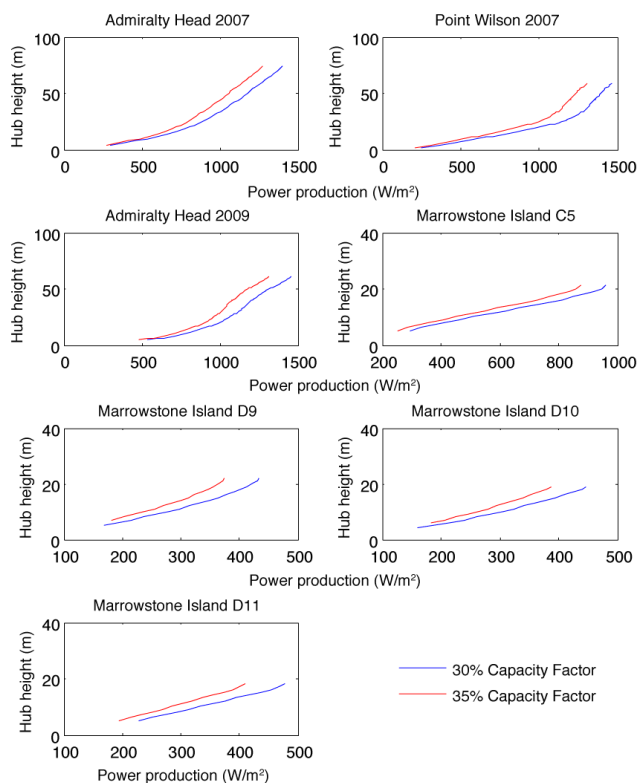 Admiralty Head 2007
Point Wilson 2007
Hub height (m)
100
50
0
0 500 1000 1500
Power production (W/m²)
100
50
0
0 500 1000 1500
Admiralty Head 2009
Marrowstone Island C5
Hub height (m)
100
50
0
0 500 1000 1500
Power production (W/m²)
Hub height (m)
40
20
0
200 400 600 800 1000
Marrowstone Island D9
Marrowstone Island D10
Hub height (m)
40
20
0
100 200 300 400 500
Power production (W/m²)
Hub height (m)
40
20
0
100 200 300 400 500
Marrowstone Island D11
Hub height (m)
40
20
0
100 200 300 400 500
Power production (W/m²)
30% Capacity Factor
35% Capacity Factor